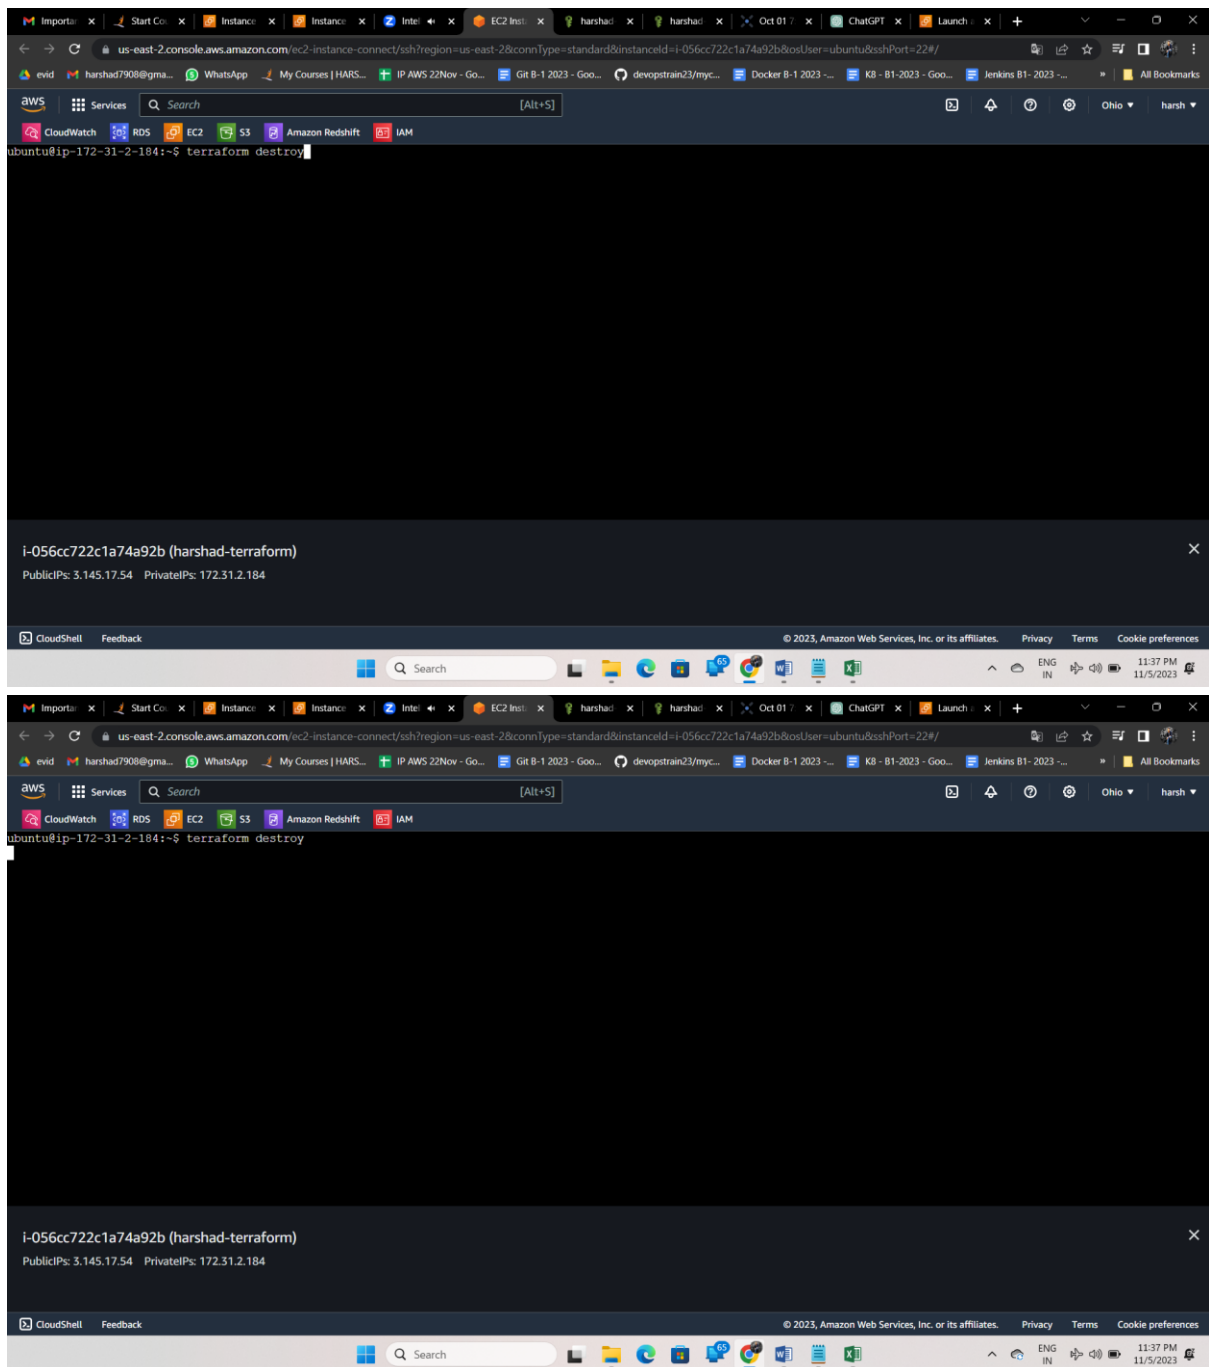 Importa Start Co Instance Instance Intel EC2 Inst harshad harshad Oct 01 7 ChatGPT Launch a
us-east-2.console.aws.amazon.com/ec2-instance-connect/ssh?region=us-east-2&connType=standard&instanceId=i-056cc722c1a74a92b&osUser=ubuntu&sshPort=22#/
evid harshad7908@gma... WhatsApp My Courses | HARS... IP AWS 22Nov - Go... Git B-1 2023 - Goo... devopstrain23/myc... Docker B-1 2023 -... K8 - B1-2023 - Goo... Jenkins B1- 2023 -... » All Bookmarks
aws Services Search [Alt+S] Ohio harsh
CloudWatch RDS EC2 S3 Amazon Redshift IAM
ubuntu@ip-172-31-2-184:~$ terraform destroy
i-056cc722c1a74a92b (harshad-terraform)
PublicIPs: 3.145.17.54 PrivateIPs: 172.31.2.184
CloudShell Feedback © 2023, Amazon Web Services, Inc. or its affiliates. Privacy Terms Cookie preferences
Search 65 ENG 11:37 PM
IN 11/5/2023
Importa Start Co Instance Instance Intel EC2 Inst harshad harshad Oct 01 7 ChatGPT Launch a
us-east-2.console.aws.amazon.com/ec2-instance-connect/ssh?region=us-east-2&connType=standard&instanceId=i-056cc722c1a74a92b&osUser=ubuntu&sshPort=22#/
evid harshad7908@gma... WhatsApp My Courses | HARS... IP AWS 22Nov - Go... Git B-1 2023 - Goo... devopstrain23/myc... Docker B-1 2023 -... K8 - B1-2023 - Goo... Jenkins B1- 2023 -... » All Bookmarks
aws Services Search [Alt+S] Ohio harsh
CloudWatch RDS EC2 S3 Amazon Redshift IAM
ubuntu@ip-172-31-2-184:~$ terraform destroy
i-056cc722c1a74a92b (harshad-terraform)
PublicIPs: 3.145.17.54 PrivateIPs: 172.31.2.184
CloudShell Feedback © 2023, Amazon Web Services, Inc. or its affiliates. Privacy Terms Cookie preferences
Search 65 ENG 11:37 PM
IN 11/5/2023